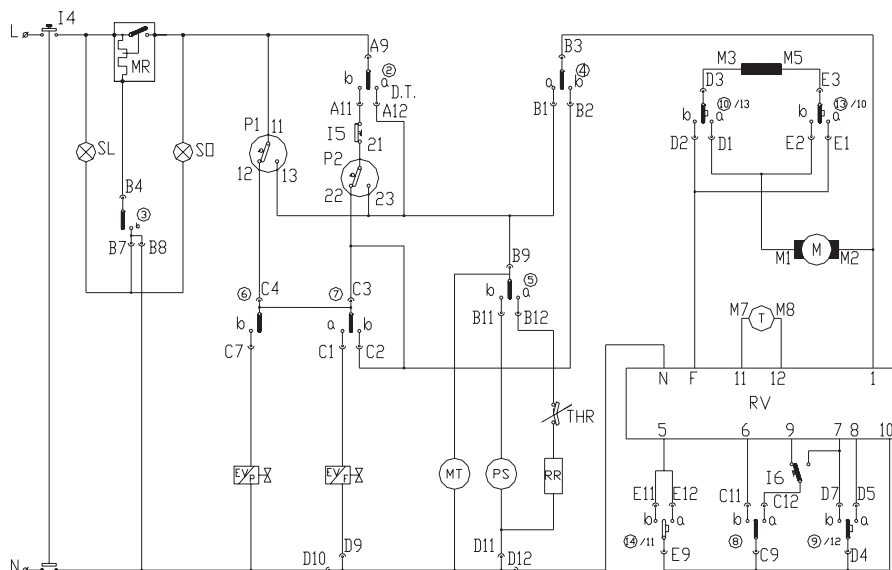 L I4 MR A9 B3 M3 M5
b ② a D.T. a ④ b D3 E3
A11 A12 B1 B2 b ⑩/13 a b ⑬/10 a
P1 11 I5 21 D2 D1 E2 E1
SL SO P2
12 13 22 23
B4
③ b
B7 B8 B9 M1 M M2
⑥ C4 ⑦ C3 b ⑤ a
b a b B11 B12 M7 T M8
C7 C1 C2
N F 11 12 1
RV
THR 5 6 9 7 8 10
EVP EVF MT PS RR I6
E11 E12 C11 C12 D7 D5
b a b a b a
D9 D11 ⑭/11 ⑧ ⑨/12
N D10 D12 E9 C9 D4